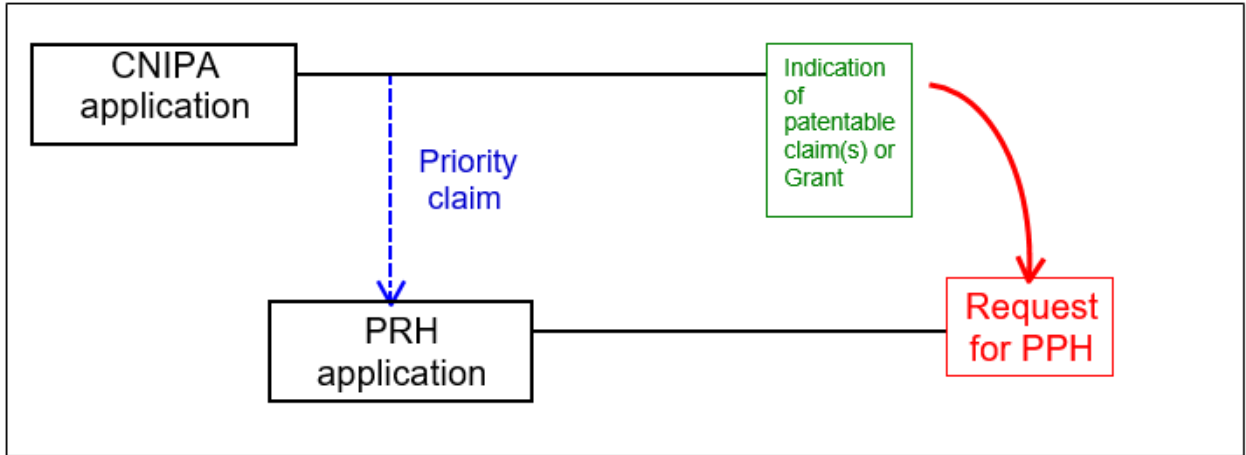 CNIPA
application
Indication
of
patentable
claim(s) or
Grant
Priority
claim
PRH
application
Request
for PPH